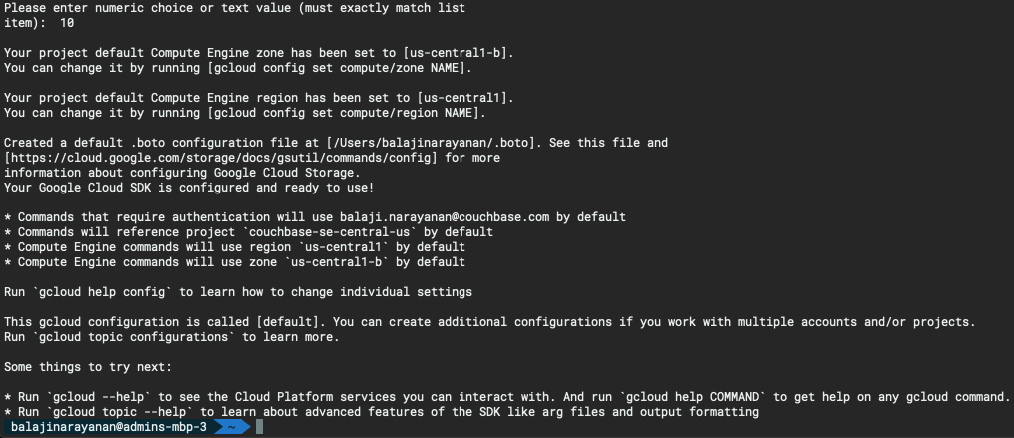 Please enter numeric choice or text value (must exactly match list
item):  10
Your project default Compute Engine zone has been set to [us-central1-b].
You can change it by running [gcloud config set compute/zone NAME].
Your project default Compute Engine region has been set to [us-central1].
You can change it by running [gcloud config set compute/region NAME].
Created a default .boto configuration file at [/Users/balajinarayanan/.boto]. See this file and
[https://cloud.google.com/storage/docs/gsutil/commands/config] for more
information about configuring Google Cloud Storage.
Your Google Cloud SDK is configured and ready to use!
* Commands that require authentication will use balaji.narayanan@couchbase.com by default
* Commands will reference project `couchbase-se-central-us` by default
* Compute Engine commands will use region `us-central1` by default
* Compute Engine commands will use zone `us-central1-b` by default
Run `gcloud help config` to learn how to change individual settings
This gcloud configuration is called [default]. You can create additional configurations if you work with multiple accounts and/or projects.
Run `gcloud topic configurations` to learn more.
Some things to try next:
* Run `gcloud --help` to see the Cloud Platform services you can interact with. And run `gcloud help COMMAND` to get help on any gcloud command.
* Run `gcloud topic --help` to learn about advanced features of the SDK like arg files and output formatting
balajinarayanan@admins-mbp-3 ~